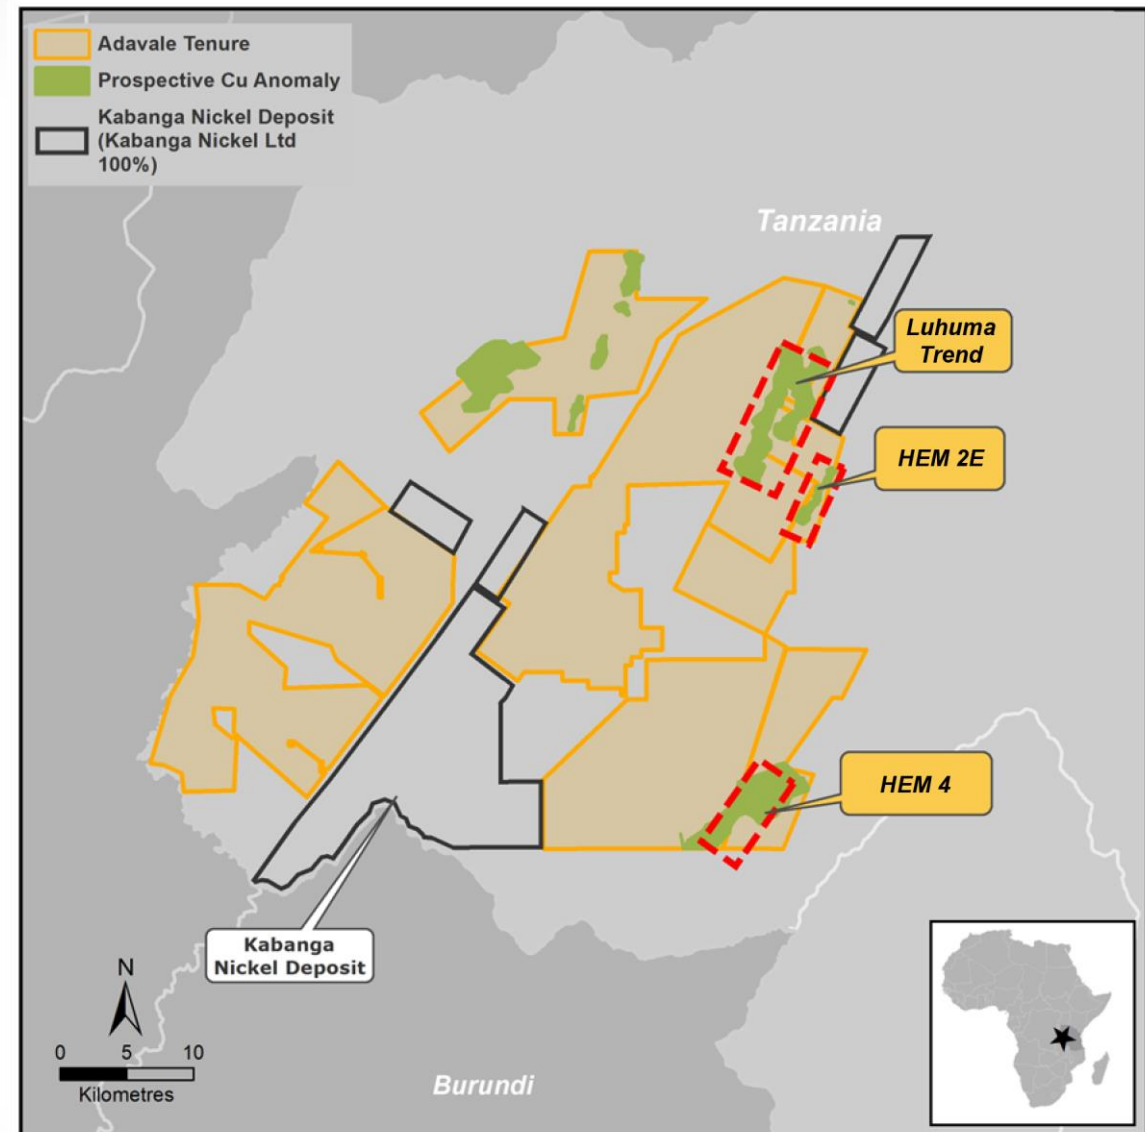 Adavale Tenure
Prospective Cu Anomaly
Kabanga Nickel Deposit
(Kabanga Nickel Ltd
100%)
Tanzania
Luhuma
Trend
HEM 2E
HEM 4
Kabanga
Nickel Deposit
N
0 5 10
Kilometres
Burundi